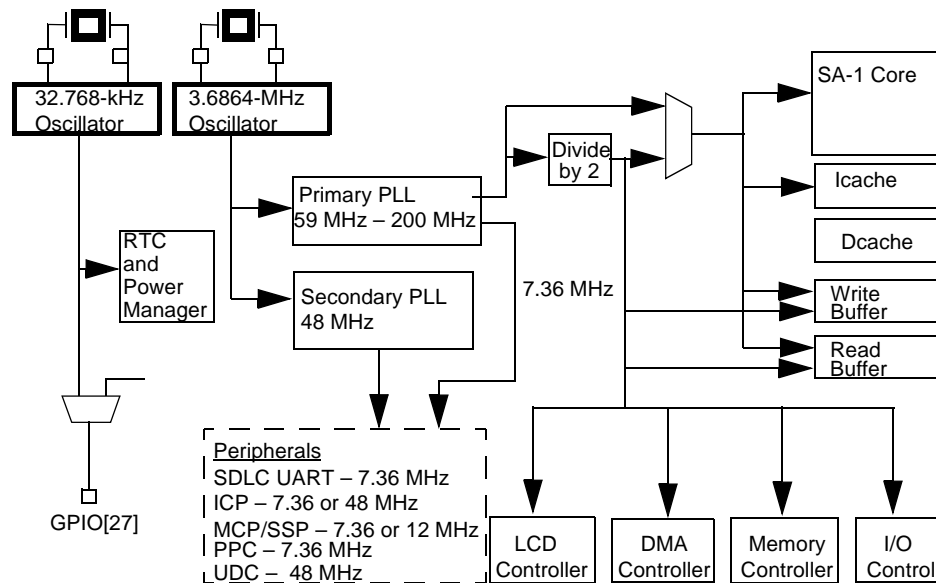 32.768-kHz
Oscillator
3.6864-MHz
Oscillator
SA-1 Core
Divide
by 2
Primary PLL
59 MHz – 200 MHz
Icache
RTC
and
Power
Manager
Dcache
Secondary PLL
48 MHz
7.36 MHz
Write
Buffer
Read
Buffer
Peripherals
SDLC UART – 7.36 MHz
ICP – 7.36 or 48 MHz
MCP/SSP – 7.36 or 12 MHz
PPC – 7.36 MHz
UDC – 48 MHz
GPIO[27]
LCD
Controller
DMA
Controller
Memory
Controller
I/O
Control